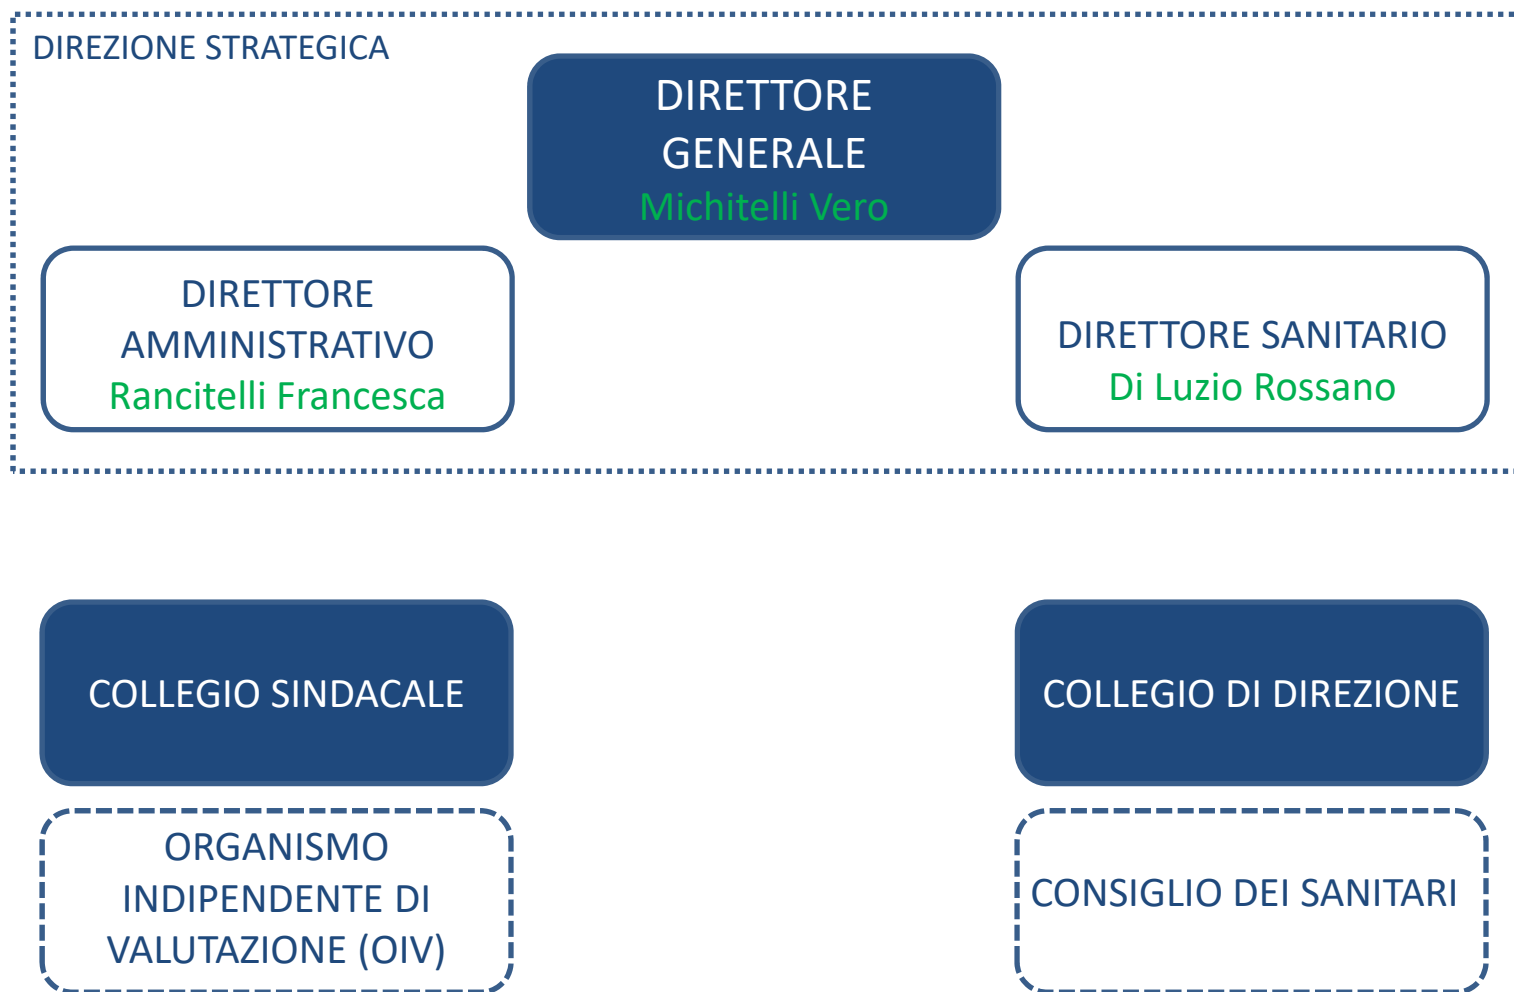 DIREZIONE STRATEGICA
DIRETTORE
GENERALE
Michitelli Vero
DIRETTORE
AMMINISTRATIVO
Rancitelli Francesca
DIRETTORE SANITARIO
Di Luzio Rossano
COLLEGIO SINDACALE
COLLEGIO DI DIREZIONE
ORGANISMO
INDIPENDENTE DI
VALUTAZIONE (OIV)
CONSIGLIO DEI SANITARI